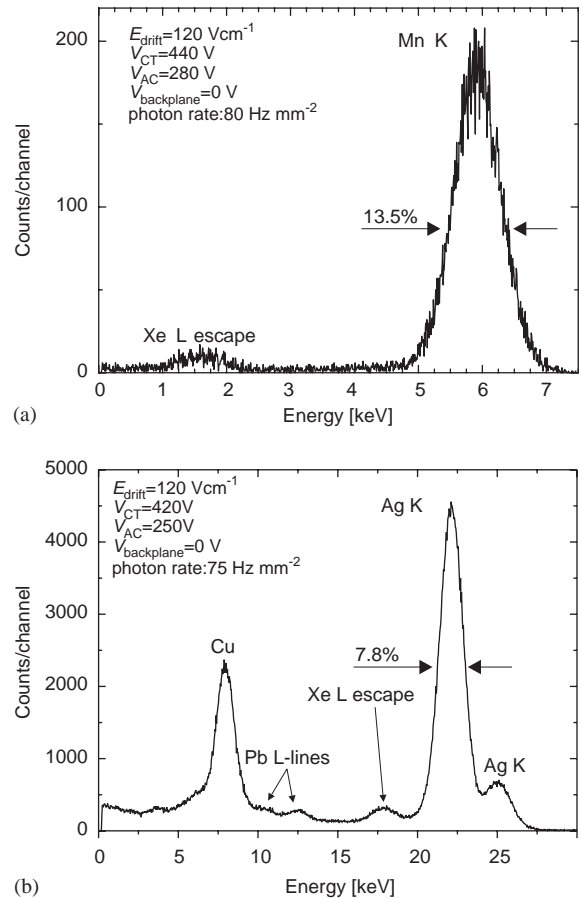 E_drift=120 Vcm⁻¹
V_CT=440 V
V_AC=280 V
V_backplane=0 V
photon rate:80 Hz mm⁻²
Mn K
13.5%
Xe L escape
Counts/channel
200
100
0
0 1 2 3 4 5 6 7
Energy [keV]
(a)
E_drift=120 Vcm⁻¹
V_CT=420V
V_AC=250V
V_backplane=0 V
photon rate:75 Hz mm⁻²
Ag K
Cu
7.8%
Xe L escape
Pb L-lines
Ag K
Counts/channel
5000
4000
3000
2000
1000
0
0 5 10 15 20 25
Energy [keV]
(b)